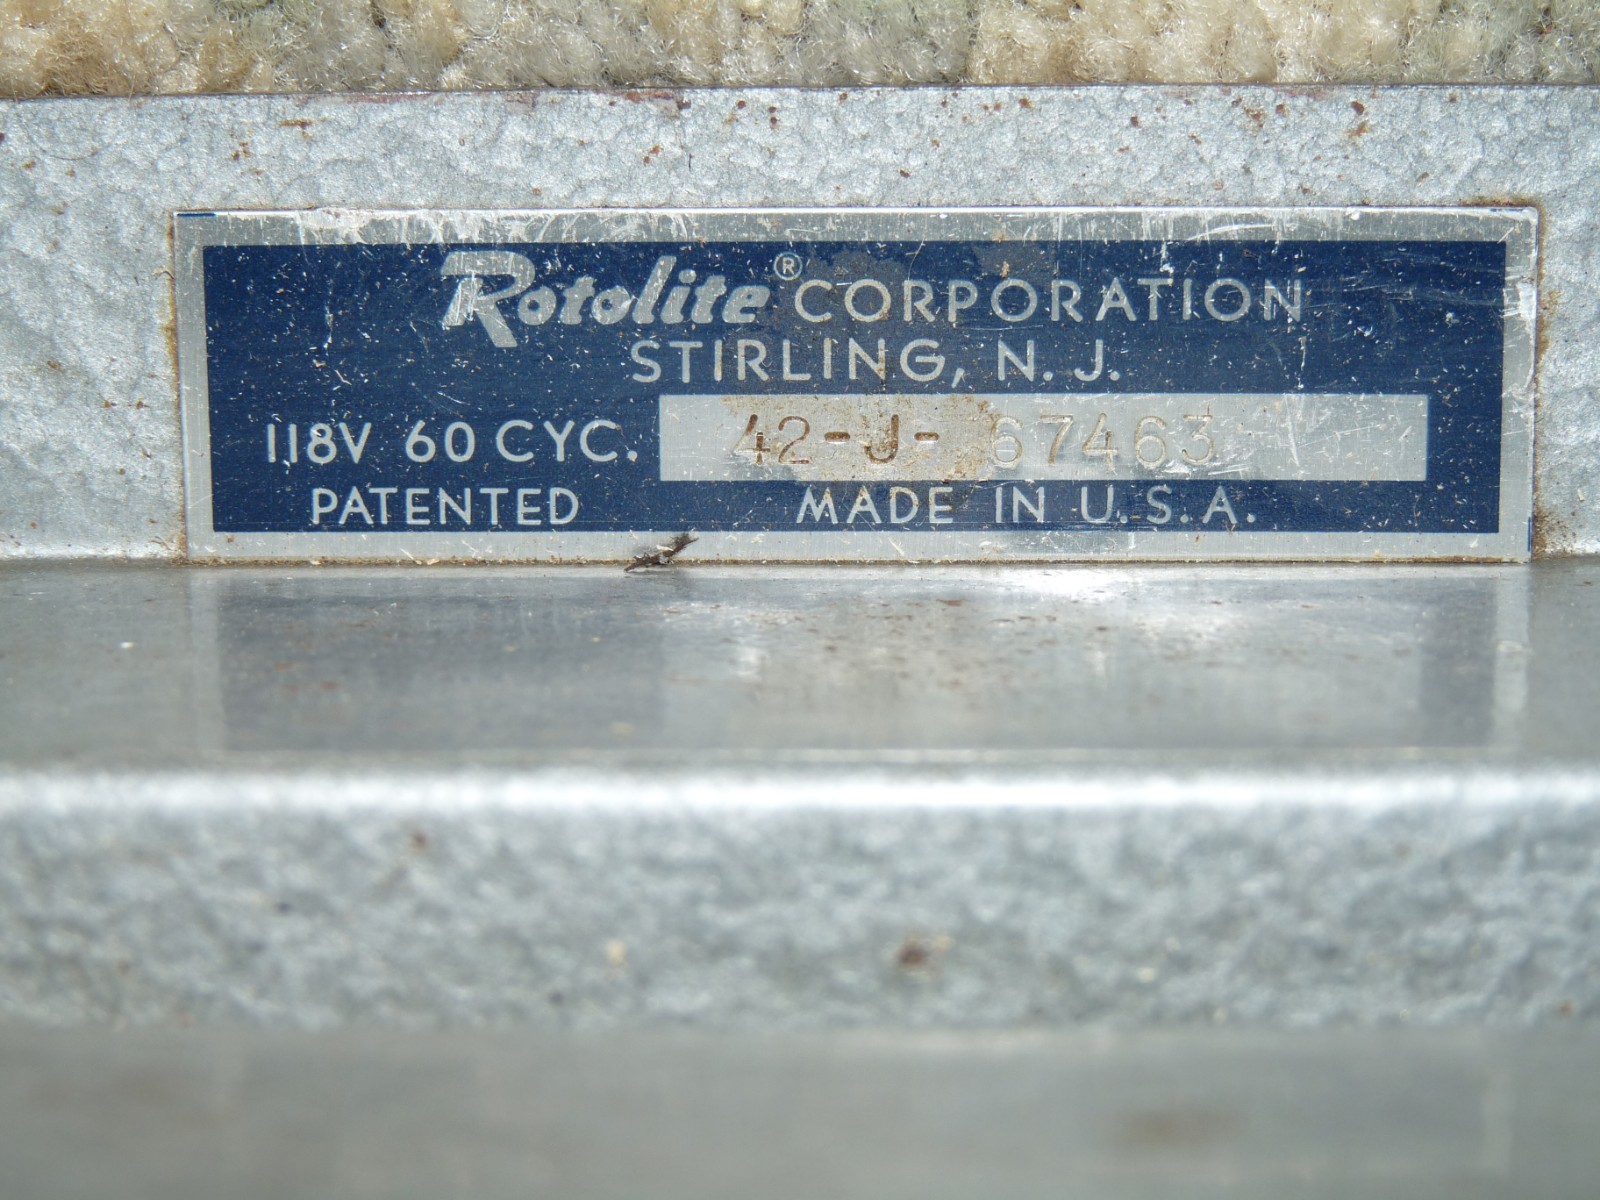 Rotolite® CORPORATION
STIRLING, N. J.
118V 60 CYC. 42-J- 67463
PATENTED MADE IN U.S.A.